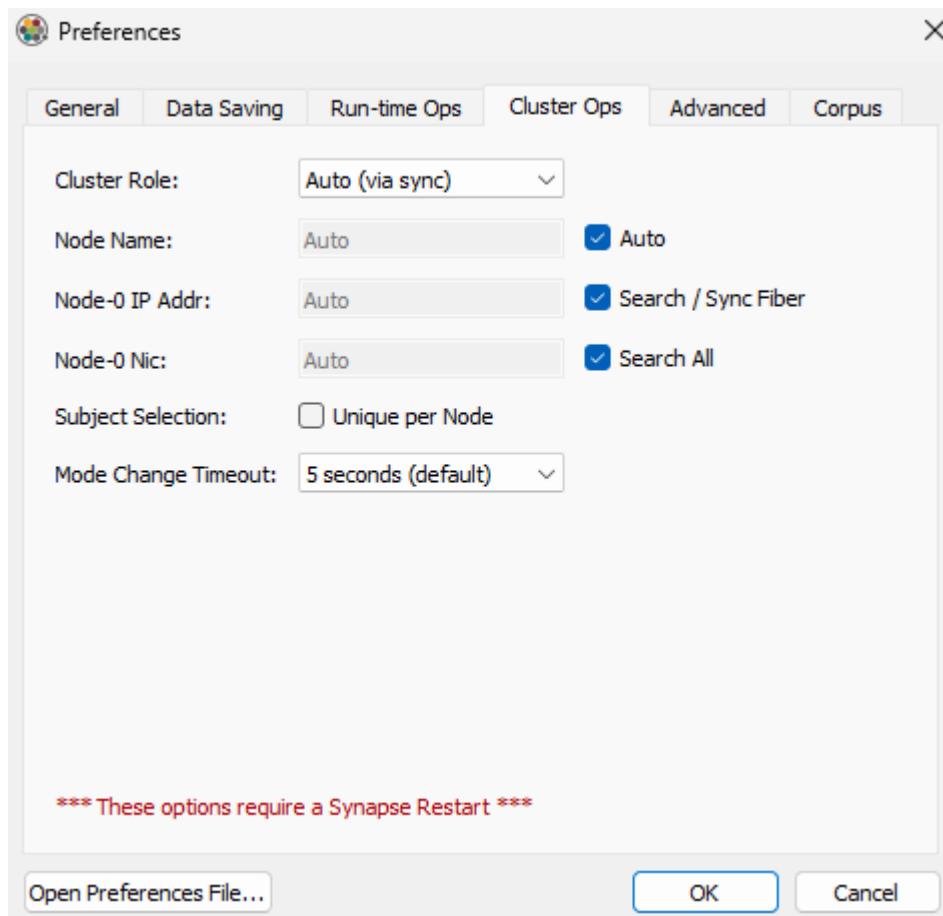 Preferences
General Data Saving Run-time Ops Cluster Ops Advanced Corpus
Cluster Role: Auto (via sync)
Node Name: Auto Auto
Node-0 IP Addr: Auto Search / Sync Fiber
Node-0 Nic: Auto Search All
Subject Selection: Unique per Node
Mode Change Timeout: 5 seconds (default)
*** These options require a Synapse Restart ***
Open Preferences File... OK Cancel